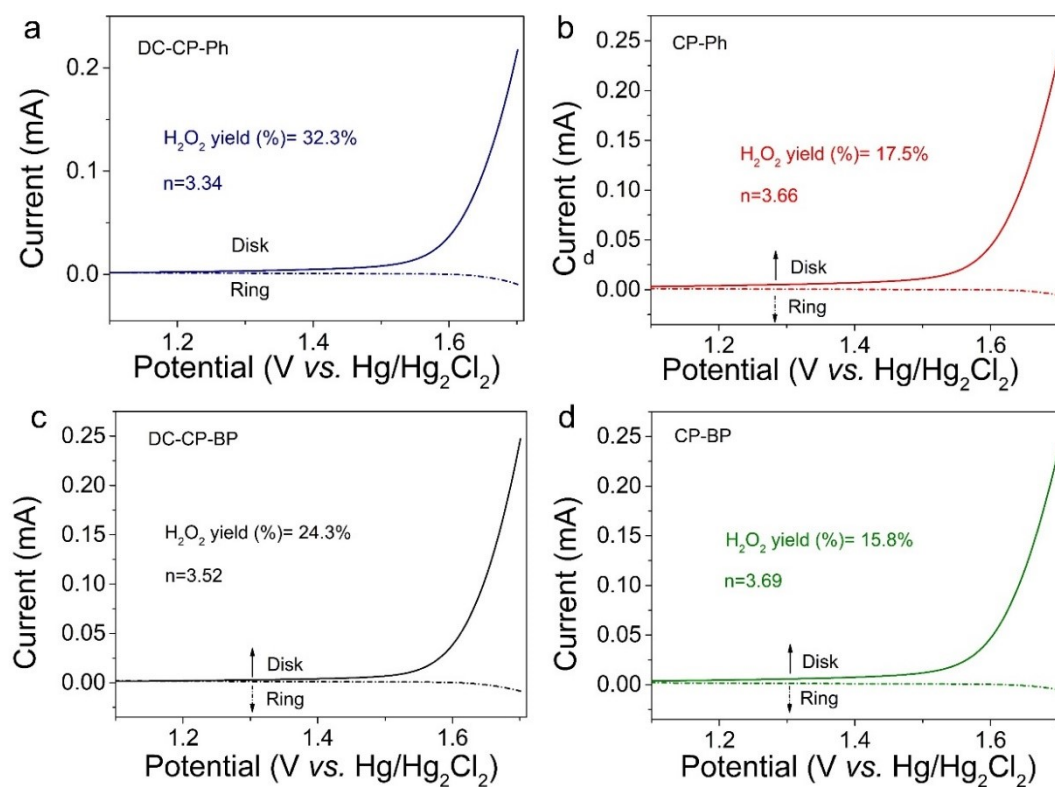 a
DC-CP-Ph
0.2
0.1
0.0
H₂O₂ yield (%)= 32.3%
n=3.34
Disk
Ring
1.2
1.4
1.6
Current (mA)
Potential (V vs. Hg/Hg₂Cl₂)
b
CP-Ph
0.25
0.20
0.15
0.10
0.05
0.00
H₂O₂ yield (%)= 17.5%
n=3.66
d
Disk
Ring
1.2
1.4
1.6
Current (mA)
Potential (V vs. Hg/Hg₂Cl₂)
c
DC-CP-BP
0.25
0.20
0.15
0.10
0.05
0.00
H₂O₂ yield (%)= 24.3%
n=3.52
Disk
Ring
1.2
1.4
1.6
Current (mA)
Potential (V vs. Hg/Hg₂Cl₂)
d
CP-BP
0.25
0.20
0.15
0.10
0.05
0.00
H₂O₂ yield (%)= 15.8%
n=3.69
Disk
Ring
1.2
1.4
1.6
Current (mA)
Potential (V vs. Hg/Hg₂Cl₂)